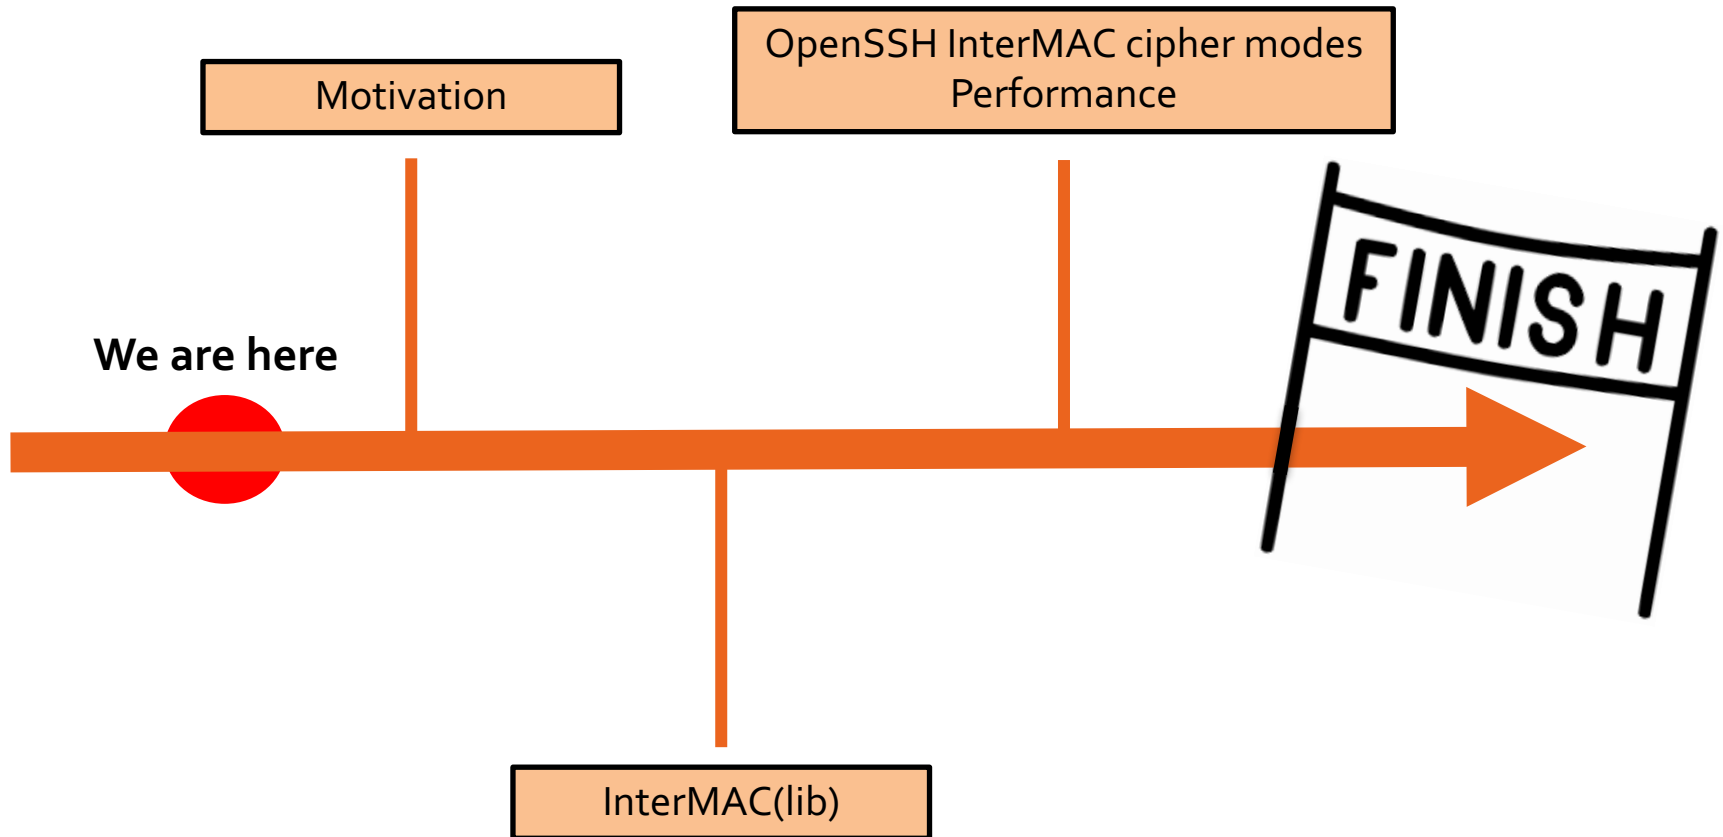 Motivation
OpenSSH InterMAC cipher modes
Performance
FINISH
We are here
InterMAC(lib)